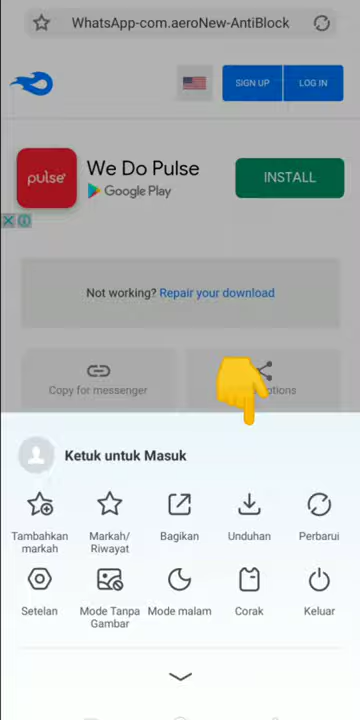 WhatsApp-com.aeroNew-AntiBlock
SIGN UP
LOG IN
pulse
We Do Pulse
Google Play
INSTALL
Not working? Repair your download
Copy for messenger
Ketuk untuk Masuk
Tambahkan
markah
Markah/
Riwayat
Bagikan
Unduhan
Perbarui
Setelan
Mode Tanpa
Gambar
Mode malam
Corak
Keluar